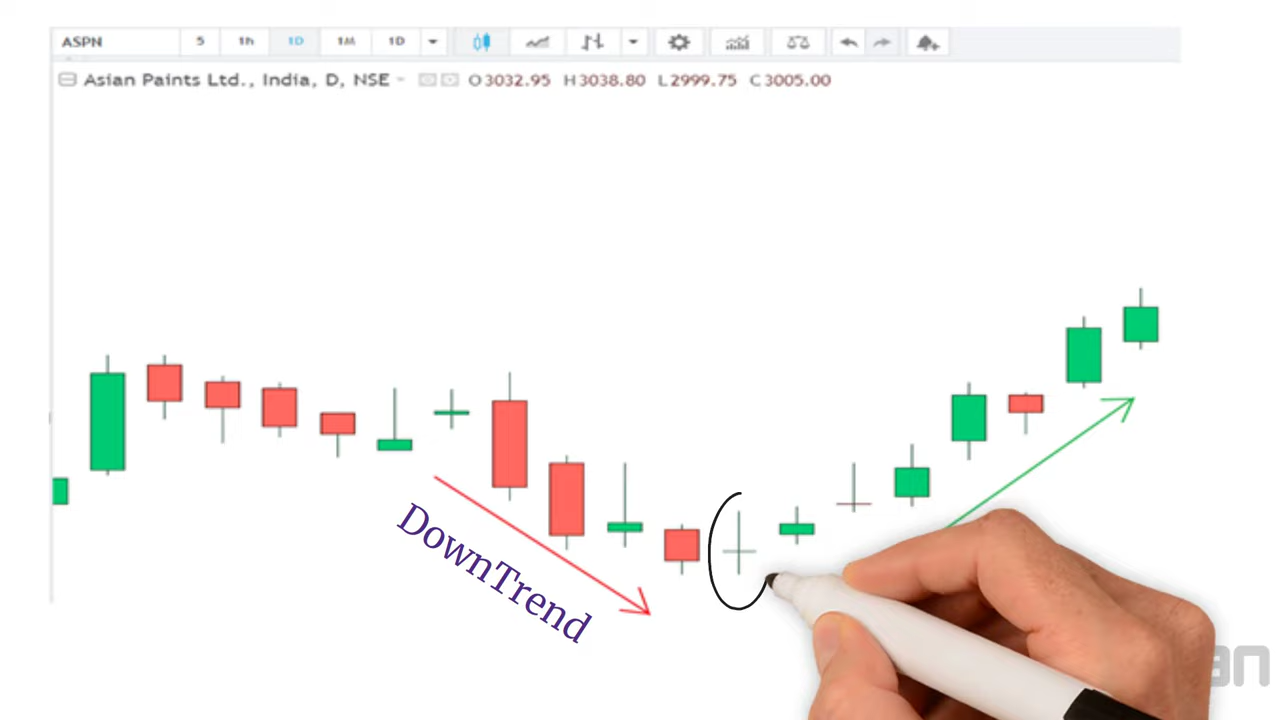 ASPN 5 1h 1D 1M 1D
Asian Paints Ltd., India, D, NSE O3032.95 H3038.80 L2999.75 C3005.00
DownTrend